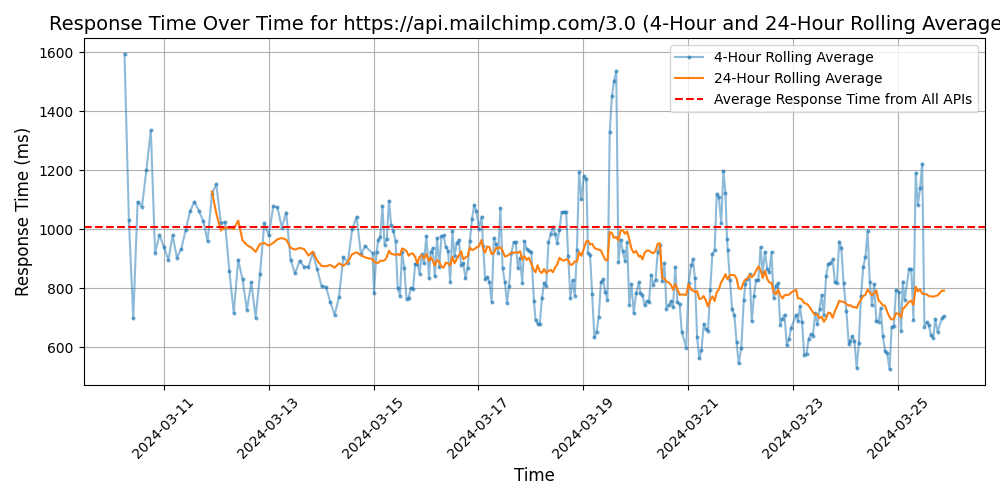 Response Time Over Time for https://api.mailchimp.com/3.0 (4-Hour and 24-Hour Rolling Average
4-Hour Rolling Average
24-Hour Rolling Average
Average Response Time from All APIs
Response Time (ms)
1600
1400
1200
1000
800
600
2024-03-11
2024-03-13
2024-03-15
2024-03-17
2024-03-19
2024-03-21
2024-03-23
2024-03-25
Time